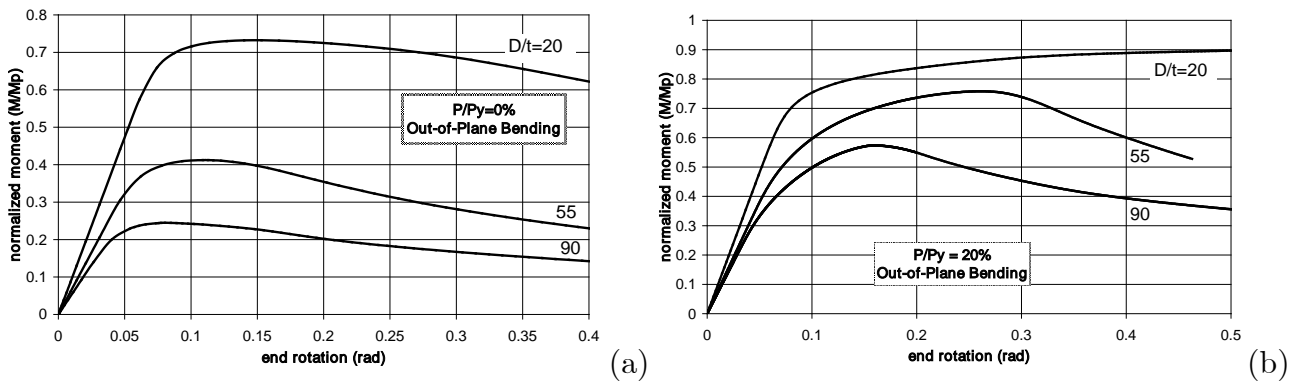 0.8
0.7
0.6
0.5
0.4
0.3
0.2
0.1
0
normalized moment (M/Mp)
D/t=20
P/Py=0%
Out-of-Plane Bending
55
90
0 0.05 0.1 0.15 0.2 0.25 0.3 0.35 0.4
end rotation (rad)
(a)
1
0.9
0.8
0.7
0.6
0.5
0.4
0.3
0.2
0.1
0
normalized moment (M/Mp)
D/t=20
55
90
P/Py = 20%
Out-of-Plane Bending
0 0.1 0.2 0.3 0.4 0.5
end rotation (rad)
(b)